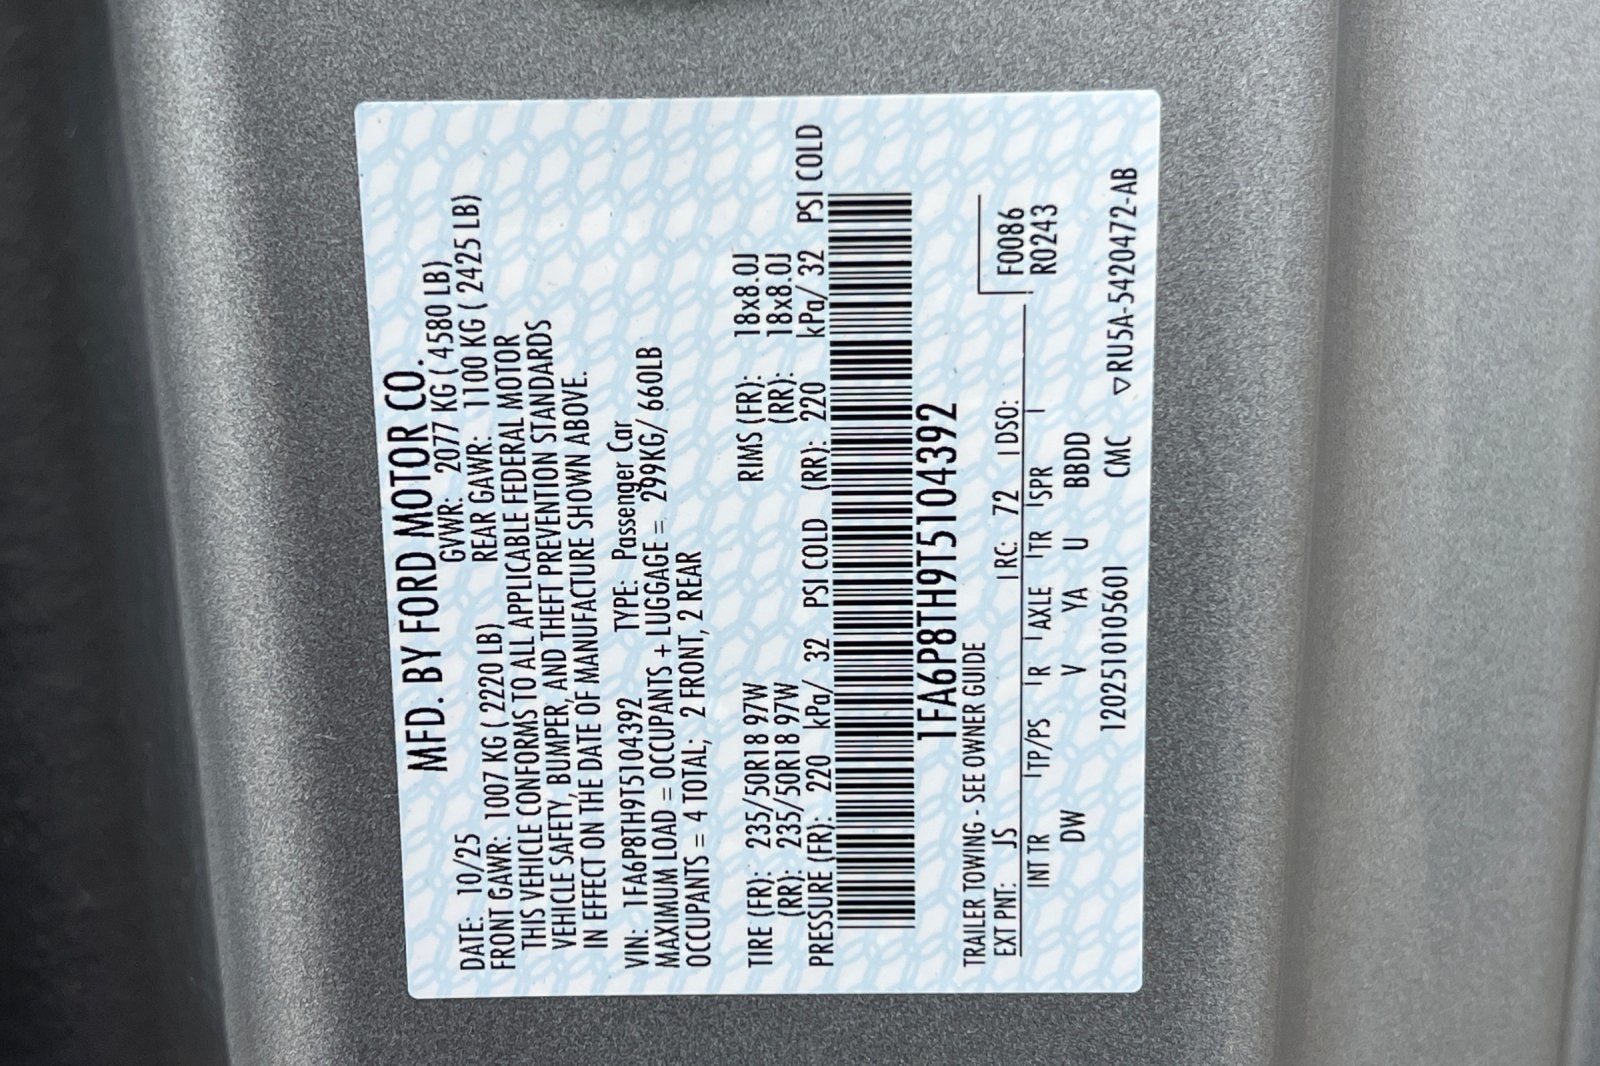 MFD. BY FORD MOTOR CO.
DATE: 10/25 GVWR: 2077 KG ( 4580 LB)
FRONT GAWR: 1007 KG ( 2220 LB) REAR GAWR: 1100 KG ( 2425 LB)
THIS VEHICLE CONFORMS TO ALL APPLICABLE FEDERAL MOTOR
VEHICLE SAFETY, BUMPER, AND THEFT PREVENTION STANDARDS
IN EFFECT ON THE DATE OF MANUFACTURE SHOWN ABOVE.
VIN: 1FA6P8TH9T5104392 TYPE: Passenger Car
MAXIMUM LOAD = OCCUPANTS + LUGGAGE = 299KG/ 660LB
OCCUPANTS = 4 TOTAL; 2 FRONT, 2 REAR
TIRE (FR): 235/50R18 97W RIMS (FR): 18x8.0J
(RR): 235/50R18 97W (RR): 18x8.0J
PRESSURE (FR): 220 kPa/ 32 PSI COLD (RR): 220 kPa/ 32 PSI COLD
1FA6P8TH9T5104392
TRAILER TOWING - SEE OWNER GUIDE
EXT PNT: JS RC: 72 DSO: F0086
INT TR TP/PS R AXLE TR SPR R0243
DW V YA U BBDD
1202510105601 CMC ▽RU5A-5420472-AB